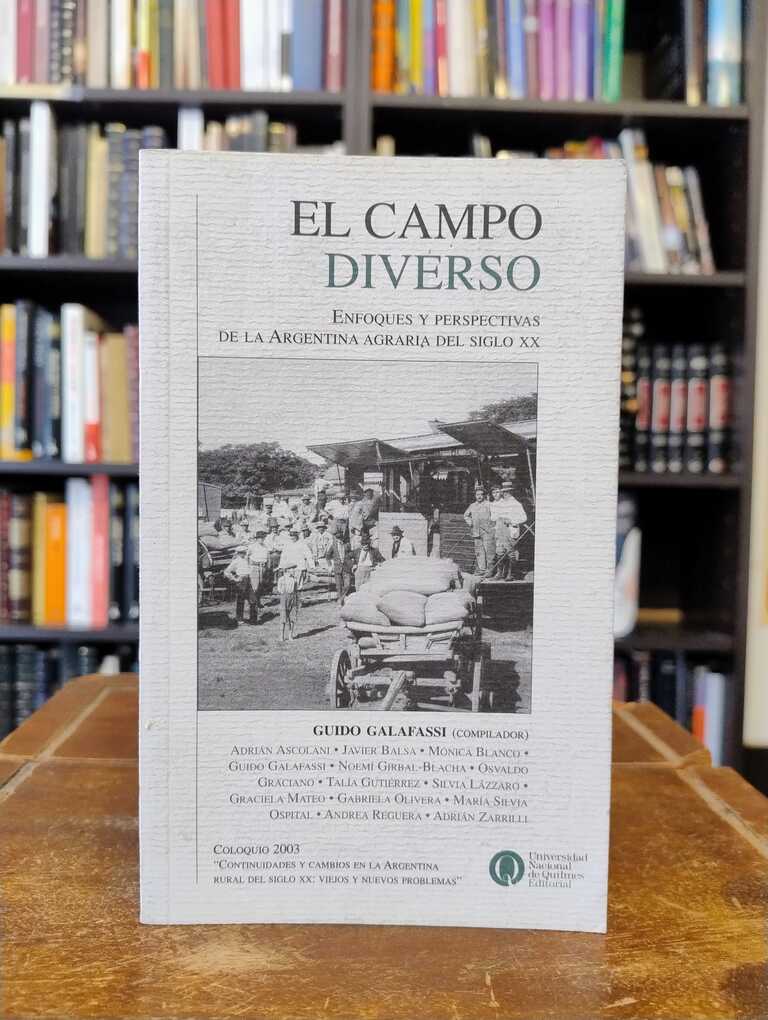 EL CAMPO
DIVERSO
ENFOQUES Y PERSPECTIVAS
DE LA ARGENTINA AGRARIA DEL SIGLO XX
GUIDO GALAFASSI (COMPILADOR)
ADRIÁN ASCOLANI • JAVIER BALSA • MÓNICA BLANCO •
GUIDO GALAFASSI • NOEMÍ GIRBAL-BLACHA • OSVALDO
GRACIANO • TALÍA GUTIÉRREZ • SILVIA LÁZZARO •
GRACIELA MATEO • GABRIELA OLIVERA • MARÍA SILVIA
OSPITAL • ANDREA REGUERA • ADRIÁN ZARRILLI
COLOQUIO 2003
"CONTINUIDADES Y CAMBIOS EN LA ARGENTINA
RURAL DEL SIGLO XX: VIEJOS Y NUEVOS PROBLEMAS"
Universidad
Nacional
de Quilmes
Editorial